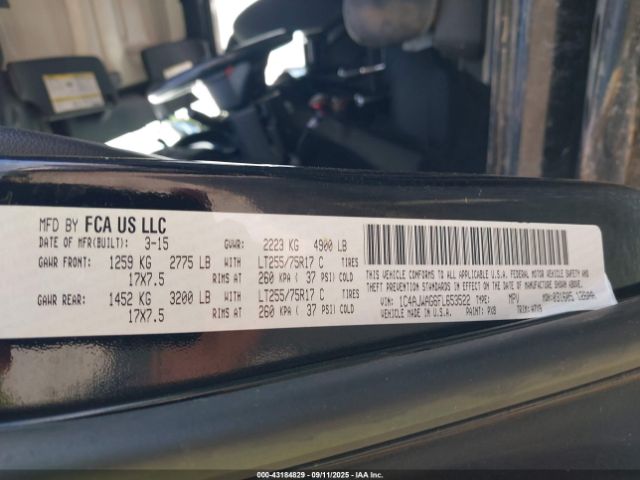 MFD BY FCA US LLC
DATE OF MFR(BUILT): 3-15 GVWR: 2223 KG 4900 LB
GAWR FRONT: 1259 KG 2775 LB WITH LT255/75R17 C TIRES
17X7.5 RIMS AT 260 KPA ( 37 PSI) COLD
GAWR REAR: 1452 KG 3200 LB WITH LT255/75R17 C TIRES
17X7.5 RIMS AT 260 KPA ( 37 PSI) COLD
THIS VEHICLE CONFORMS TO ALL APPLICABLE U.S.A. FEDERAL MOTOR VEHICLE SAFETY AND
THEFT PREVENTION STANDARDS IN EFFECT ON THE DATE OF MANUFACTURE SHOWN ABOVE.
VIN: 1C4AJWAG6FL653522 TYPE: MPV
VEHICLE MADE IN U.S.A. PAINT: PX8 TRIM:
000-43184829 - 09/11/2025 - IAAI.COM